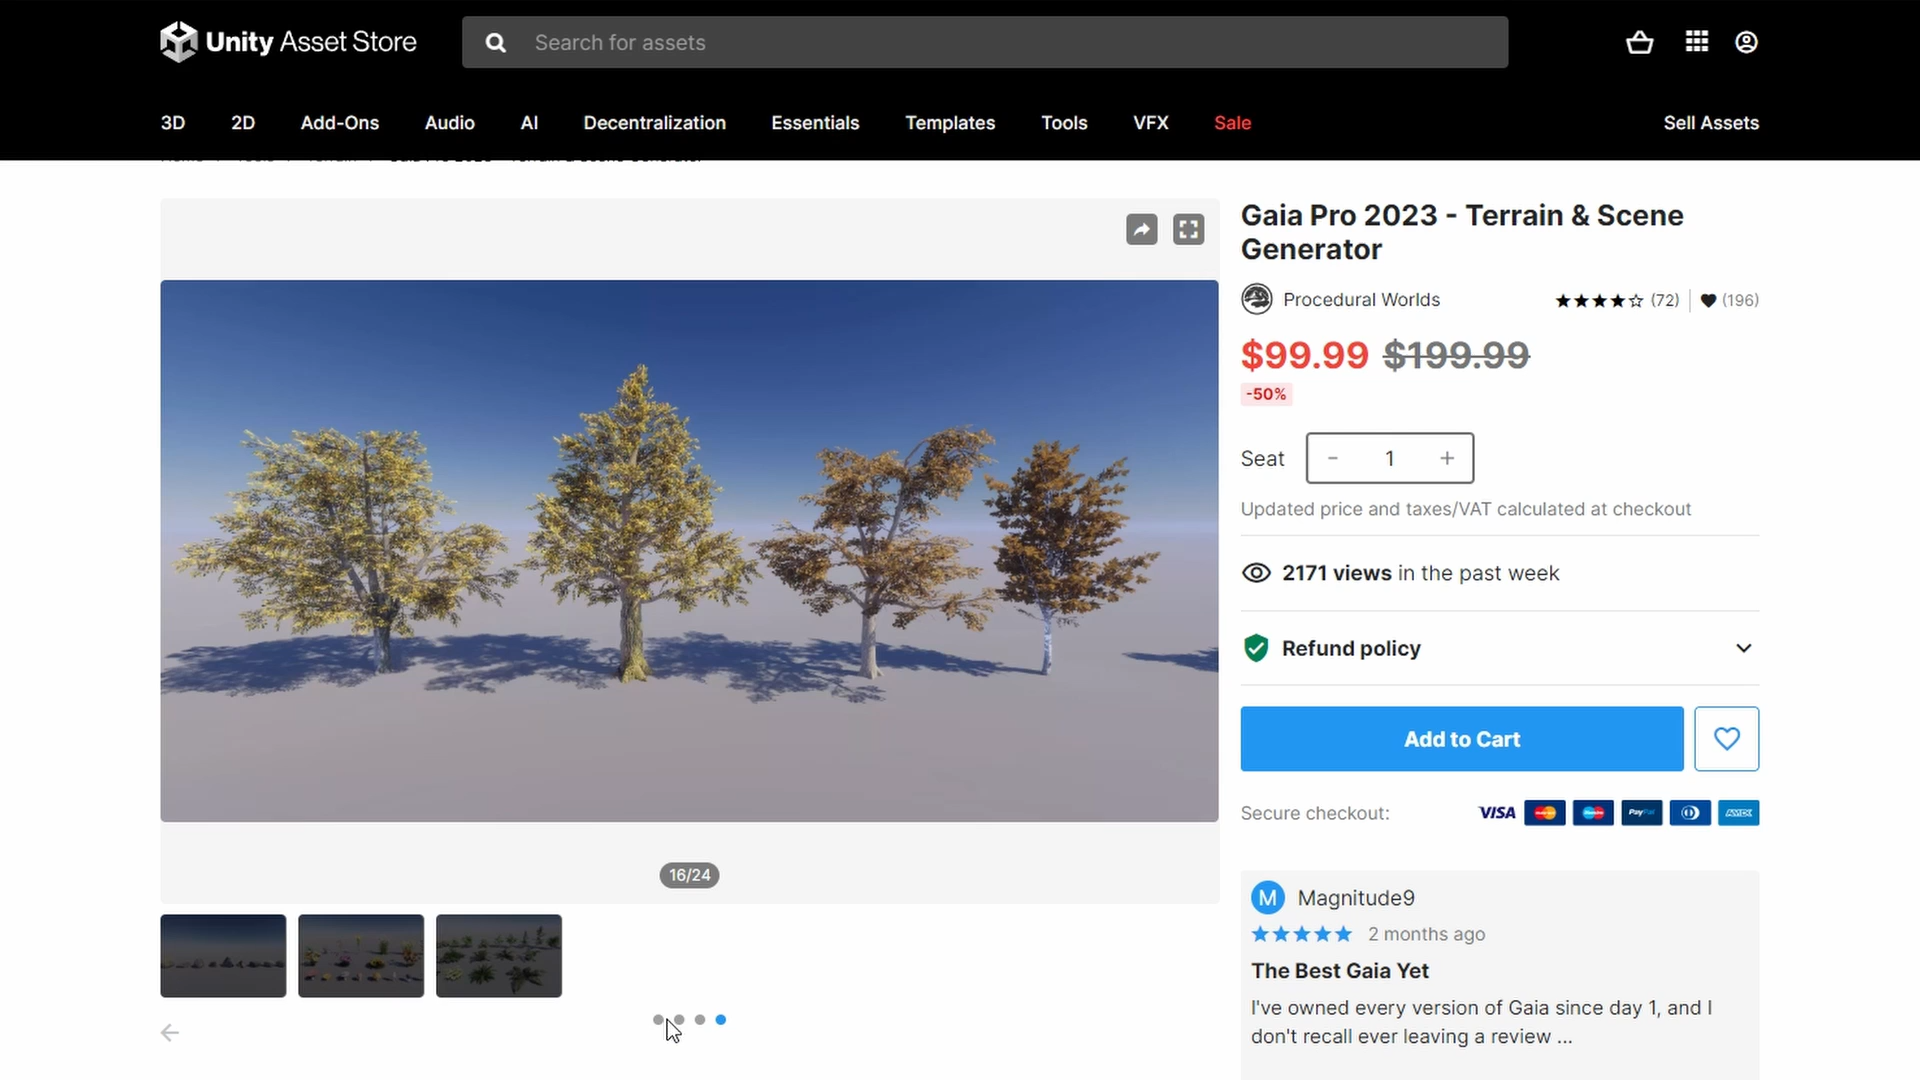 Unity Asset Store
Search for assets
3D 2D Add-Ons Audio AI Decentralization Essentials Templates Tools VFX Sale Sell Assets
Gaia Pro 2023 - Terrain & Scene
Generator
Procedural Worlds
(72) (196)
$99.99 $199.99
-50%
Seat - 1 +
Updated price and taxes/VAT calculated at checkout
2171 views in the past week
Refund policy
Add to Cart
Secure checkout: VISA PayPal AMEX
16/24
M Magnitude9
2 months ago
The Best Gaia Yet
I've owned every version of Gaia since day 1, and I
don't recall ever leaving a review ...